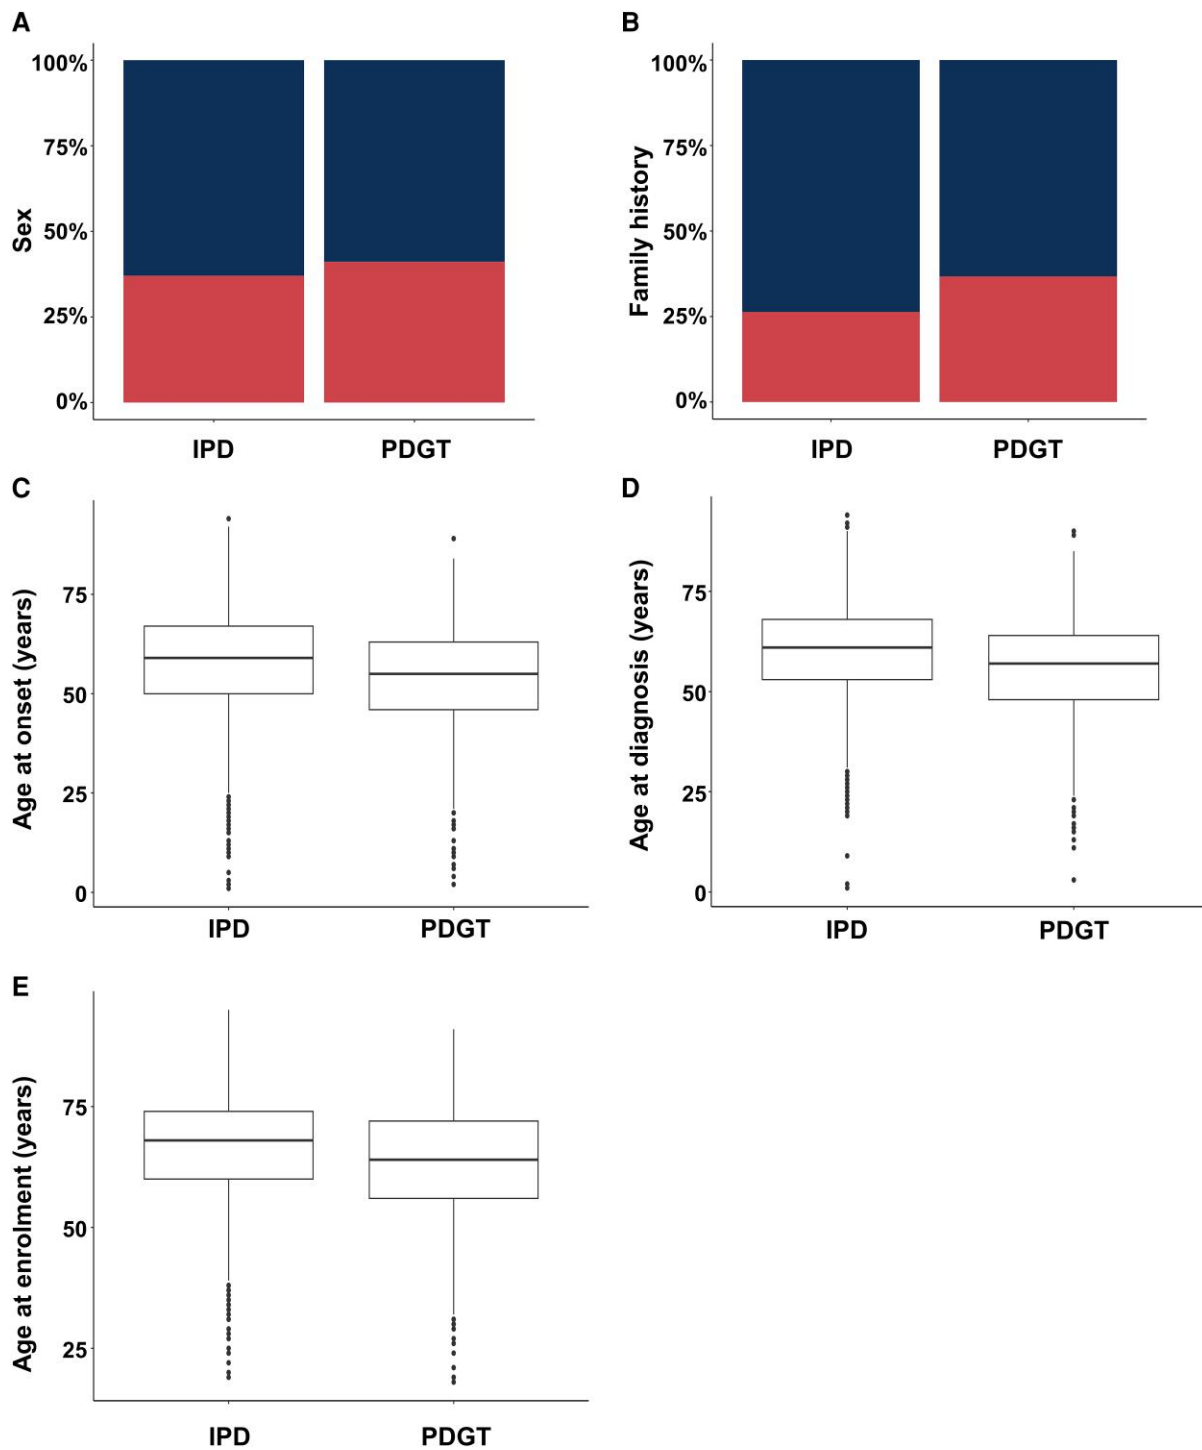 A
100%
75%
50%
25%
0%
Sex
IPD
PDGT
B
100%
75%
50%
25%
0%
Family history
IPD
PDGT
C
75
50
25
0
Age at onset (years)
IPD
PDGT
D
75
50
25
0
Age at diagnosis (years)
IPD
PDGT
E
75
50
25
Age at enrolment (years)
IPD
PDGT